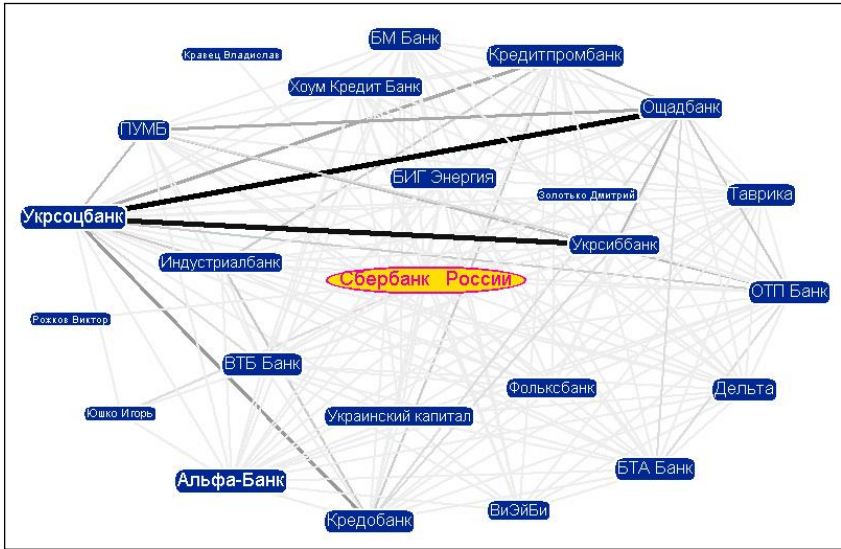 БМ Банк
Кравец Владислав
Кредитпромбанк
Хоум Кредит Банк
Ощадбанк
ПУМБ
БИГ Энергия
Золотько Дмитрий
Таврика
Укрсоцбанк
Укрсиббанк
Индустриалбанк
Сбербанк России
ОТП Банк
Рожков Виктор
ВТБ Банк
Фольксбанк
Дельта
Юшко Игорь
Украинский капитал
БТА Банк
Альфа-Банк
ВиЭйБи
Кредобанк